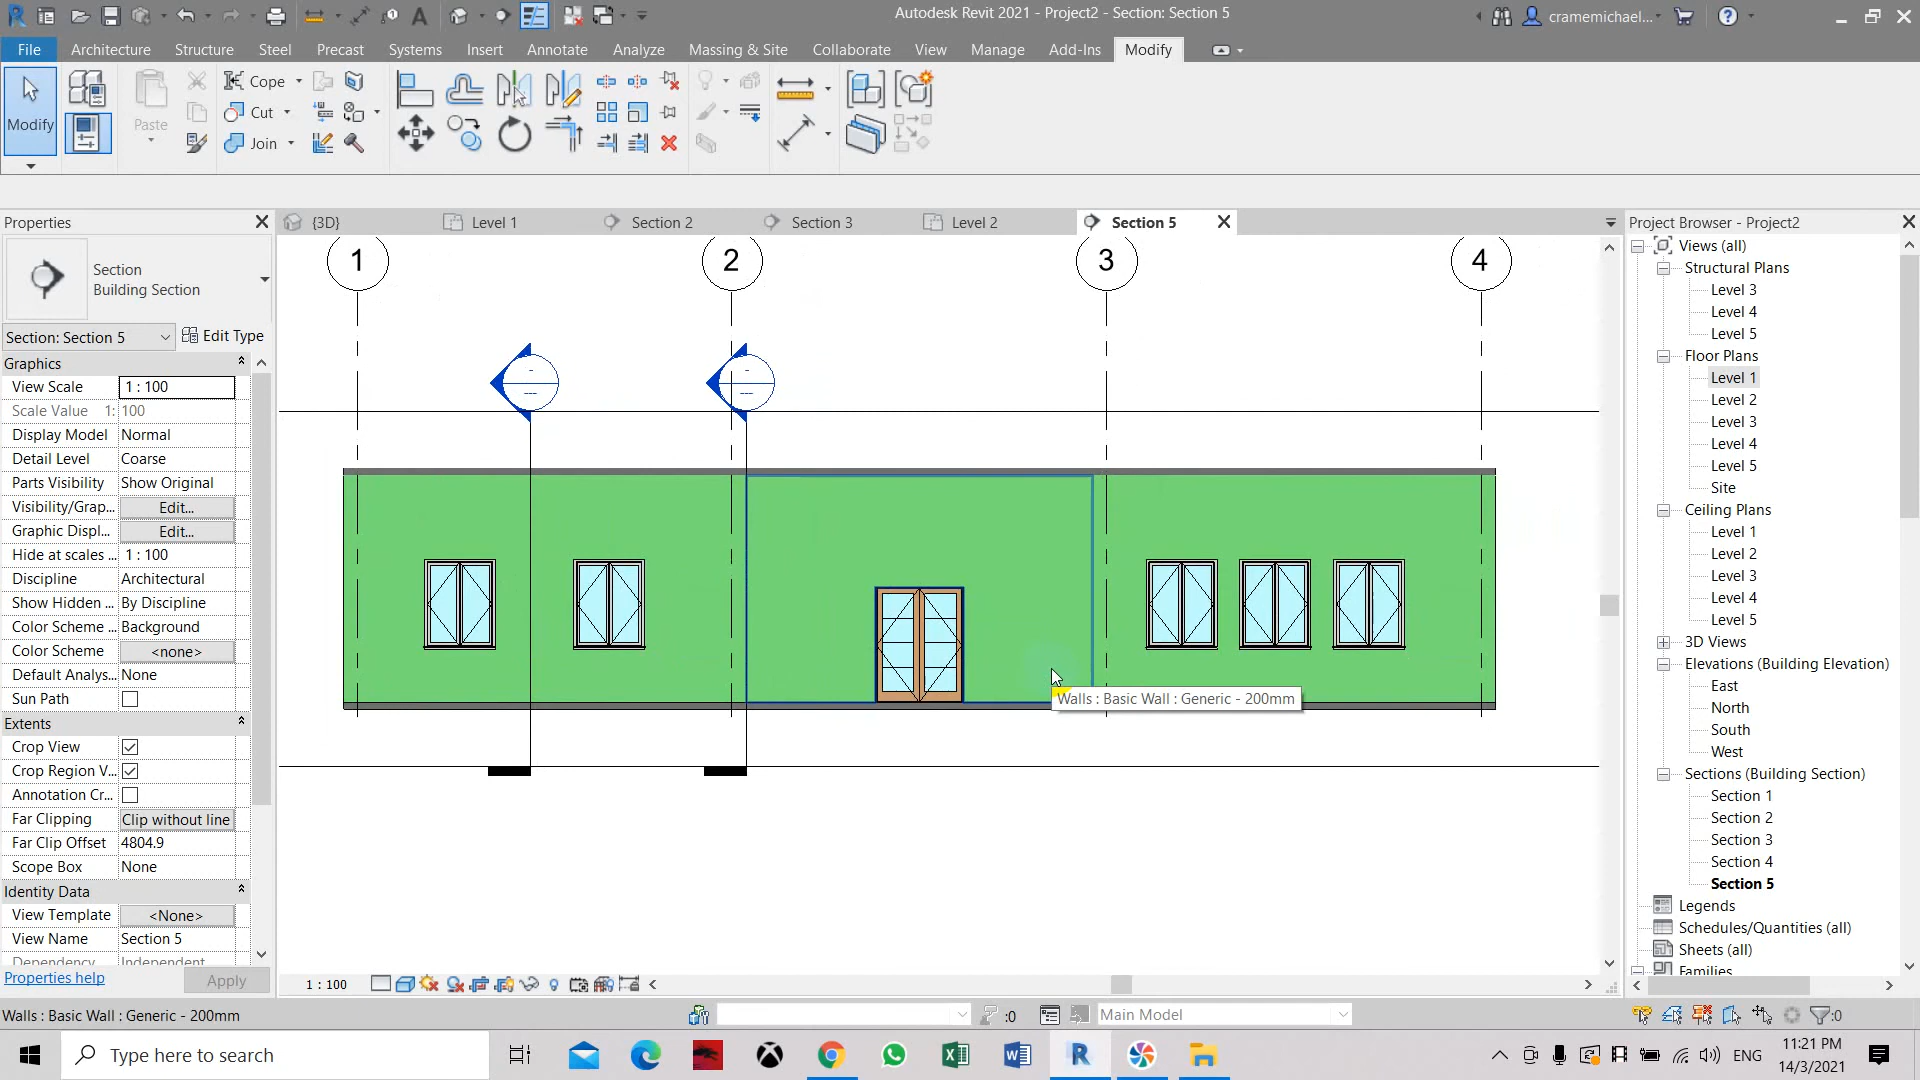 Autodesk Revit 2021 - Project2 - Section: Section 5
cramemichael...
File Architecture Structure Steel Precast Systems Insert Annotate Analyze Massing & Site Collaborate View Manage Add-Ins Modify
Modify
Paste
Cope
Cut
Join
Properties
{3D}
Level 1
Section 2
Section 3
Level 2
Section 5
Project Browser - Project2
Section
Building Section
Section: Section 5
Edit Type
Graphics
View Scale 1 : 100
Scale Value 1: 100
Display Model Normal
Detail Level Coarse
Parts Visibility Show Original
Visibility/Grap... Edit...
Graphic Displ... Edit...
Hide at scales ... 1 : 100
Discipline Architectural
Show Hidden ... By Discipline
Color Scheme ... Background
Color Scheme <none>
Default Analys... None
Sun Path
Extents
Crop View
Crop Region V...
Annotation Cr...
Far Clipping Clip without line
Far Clip Offset 4804.9
Scope Box None
Identity Data
View Template <None>
View Name Section 5
Dependency Independent
Properties help
Apply
1
2
3
4
Walls : Basic Wall : Generic - 200mm
1 : 100
Views (all)
Structural Plans
Level 3
Level 4
Level 5
Floor Plans
Level 1
Level 2
Level 3
Level 4
Level 5
Site
Ceiling Plans
Level 1
Level 2
Level 3
Level 4
Level 5
3D Views
Elevations (Building Elevation)
East
North
South
West
Sections (Building Section)
Section 1
Section 2
Section 3
Section 4
Section 5
Legends
Schedules/Quantities (all)
Sheets (all)
Families
Walls : Basic Wall : Generic - 200mm
:0
Main Model
:0
Type here to search
ENG
11:21 PM
14/3/2021